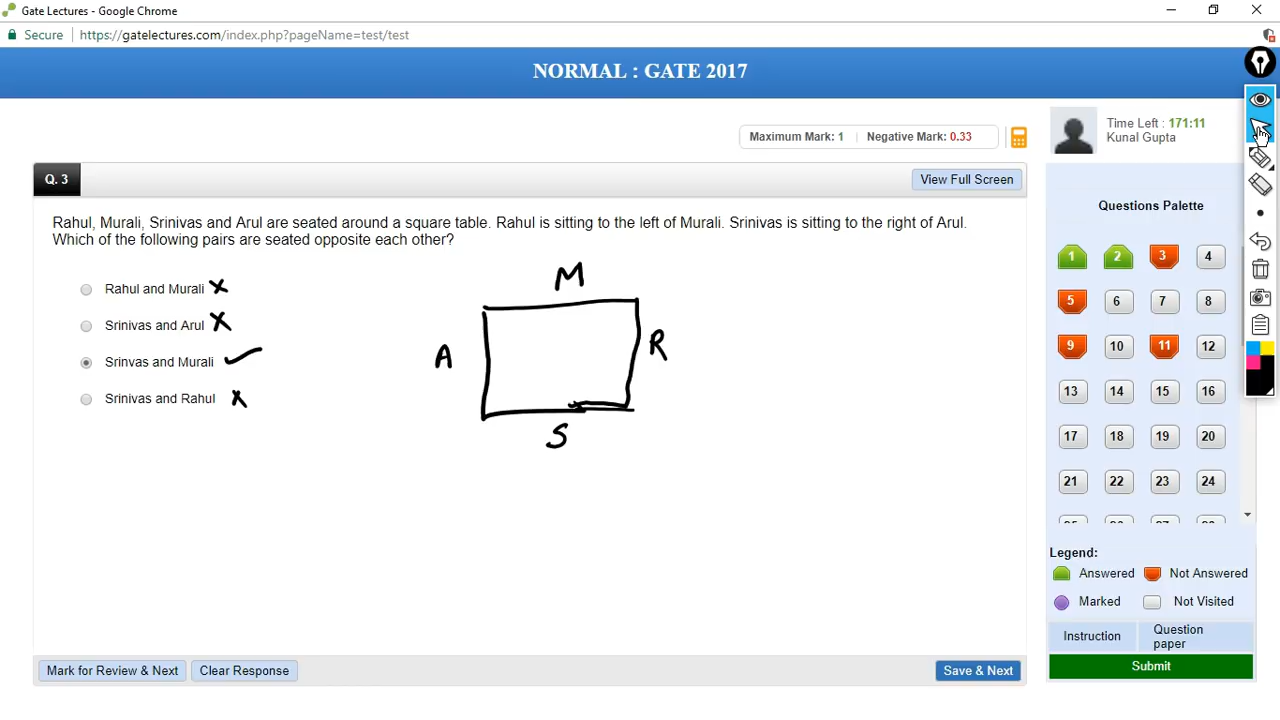 Gate Lectures - Google Chrome
Secure https://gatelectures.com/index.php?pageName=test/test
NORMAL : GATE 2017
Maximum Mark: 1 Negative Mark: 0.33
Time Left : 171:11
Kunal Gupta
Q. 3
View Full Screen
Rahul, Murali, Srinivas and Arul are seated around a square table. Rahul is sitting to the left of Murali. Srinivas is sitting to the right of Arul.
Which of the following pairs are seated opposite each other?
Rahul and Murali
Srinivas and Arul
Srinvas and Murali
Srinivas and Rahul
M
A
R
S
Questions Palette
1 2 3 4
5 6 7 8
9 10 11 12
13 14 15 16
17 18 19 20
21 22 23 24
Legend:
Answered Not Answered
Marked Not Visited
Instruction
Question paper
Submit
Mark for Review & Next Clear Response Save & Next